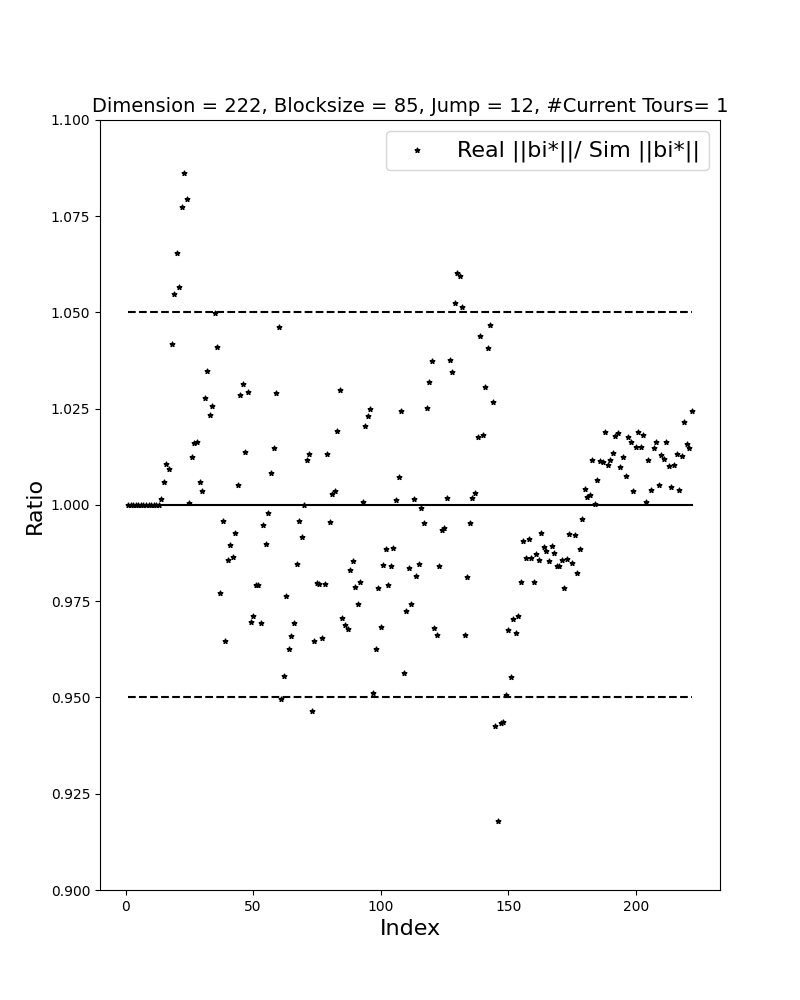 Dimension = 222, Blocksize = 85, Jump = 12, #Current Tours= 1
Real ||bi*||/ Sim ||bi*||
1.100
1.075
1.050
1.025
1.000
0.975
0.950
0.925
0.900
Ratio
0 50 100 150 200
Index